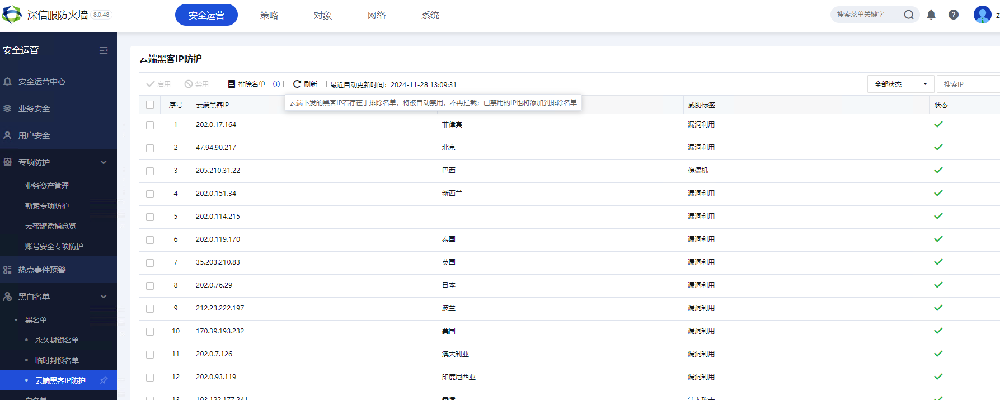 深信服防火墙 8.0.48 安全运营 策略 对象 网络 系统 搜索菜单关键字 z
安全运营
安全运营中心
业务安全
用户安全
专项防护
业务资产管理
勒索专项防护
云蜜罐诱捕总览
账号安全专项防护
热点事件预警
黑白名单
黑名单
永久封锁名单
临时封锁名单
云端黑客IP防护
白名单
云端黑客IP防护
启用 禁用 排除名单 刷新 最近自动更新时间：2024-11-28 13:09:31 全部状态 搜索IP
云端下发的黑客IP若存在于排除名单，将被自动禁用，不再拦截；已禁用的IP也将添加到排除名单
序号 云端黑客IP 威胁标签 状态
1 202.0.17.164 菲律宾 漏洞利用
2 47.94.90.217 北京 漏洞利用
3 205.210.31.22 巴西 傀儡机
4 202.0.151.34 新西兰 漏洞利用
5 202.0.114.215 - 漏洞利用
6 202.0.119.170 泰国 漏洞利用
7 35.203.210.83 英国 漏洞利用
8 202.0.76.29 日本 漏洞利用
9 212.23.222.197 波兰 漏洞利用
10 170.39.193.232 美国 漏洞利用
11 202.0.7.126 澳大利亚 漏洞利用
12 202.0.93.119 印度尼西亚 漏洞利用
13 103.122.177.241 香港 注入攻击